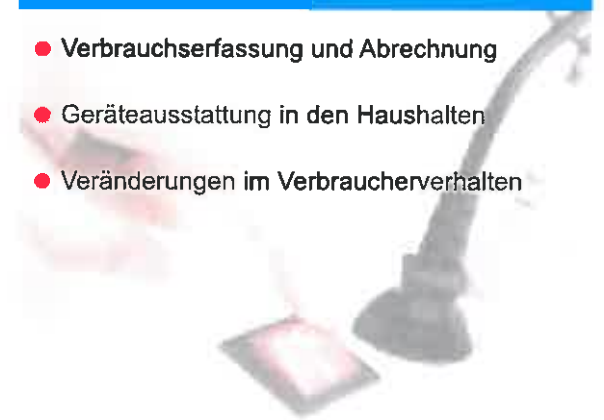 Verbrauchserfassung und Abrechnung
Geräteausstattung in den Haushalten
Veränderungen im Verbraucherverhalten